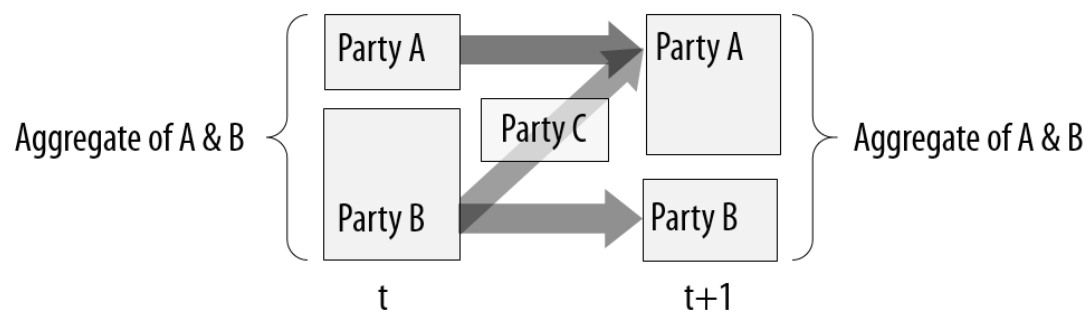 Party A
Party A
Aggregate of A & B
Party C
Aggregate of A & B
Party B
Party B
t
t+1